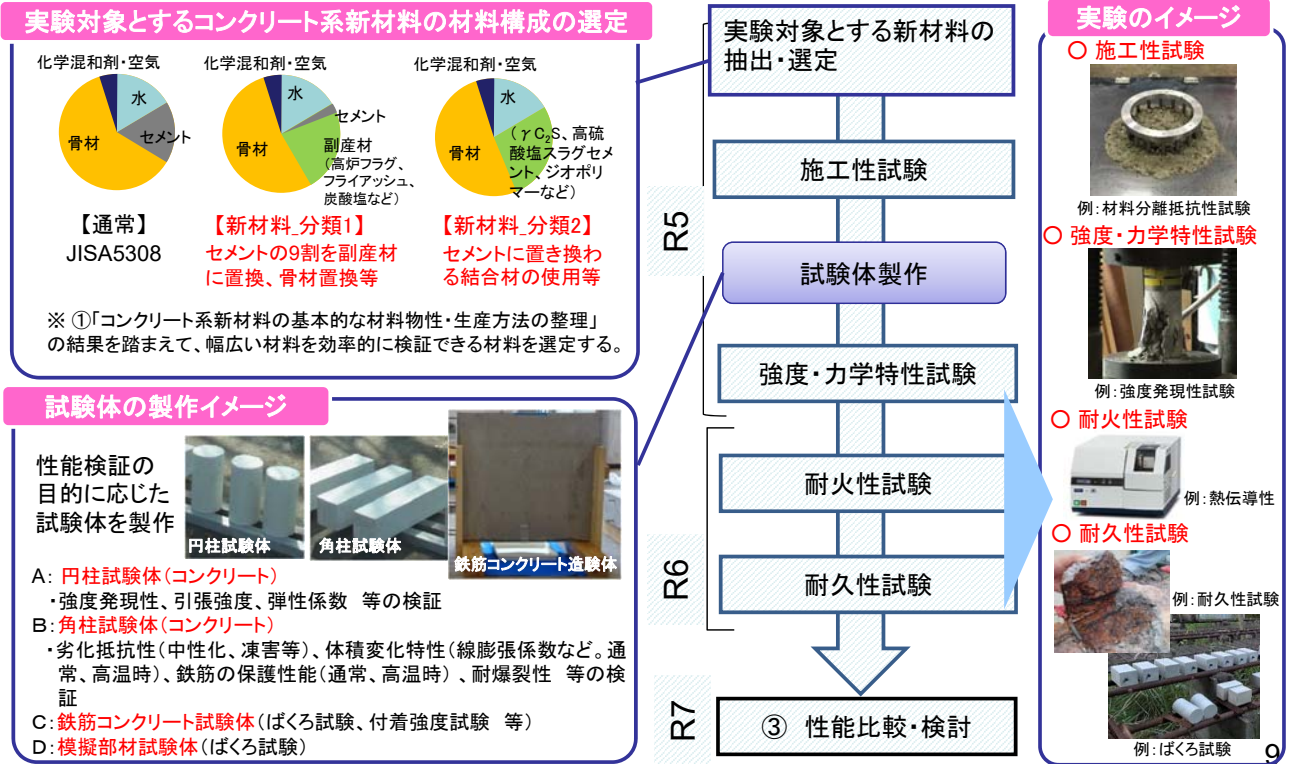 実験対象とするコンクリート系新材料の材料構成の選定
化学混和剤・空気
水
セメント
骨材
【通常】
JISA5308
化学混和剤・空気
水
セメント
骨材
副産材
(高炉フラグ、
フライアッシュ、
炭酸塩など)
【新材料_分類1】
セメントの9割を副産材
に置換、骨材置換等
化学混和剤・空気
水
骨材
(γC₂S、高硫
酸塩スラグセメ
ント、ジオポリ
マーなど)
【新材料_分類2】
セメントに置き換わ
る結合材の使用等
※ ①「コンクリート系新材料の基本的な材料物性・生産方法の整理」
の結果を踏まえて、幅広い材料を効率的に検証できる材料を選定する。
試験体の製作イメージ
性能検証の
目的に応じた
試験体を製作
円柱試験体
角柱試験体
鉄筋コンクリート造験体
A: 円柱試験体(コンクリート)
・強度発現性、引張強度、弾性係数 等の検証
B:角柱試験体(コンクリート)
・劣化抵抗性(中性化、凍害等)、体積変化特性(線膨張係数など。通
常、高温時)、鉄筋の保護性能(通常、高温時)、耐爆裂性 等の検
証
C:鉄筋コンクリート試験体(ばくろ試験、付着強度試験 等)
D:模擬部材試験体(ばくろ試験)
R5
実験対象とする新材料の
抽出・選定
施工性試験
試験体製作
強度・力学特性試験
R6
耐火性試験
耐久性試験
R7
③ 性能比較・検討
実験のイメージ
○ 施工性試験
例:材料分離抵抗性試験
○ 強度・力学特性試験
例:強度発現性試験
○ 耐火性試験
例:熱伝導性
○ 耐久性試験
例:耐久性試験
例:ばくろ試験
9